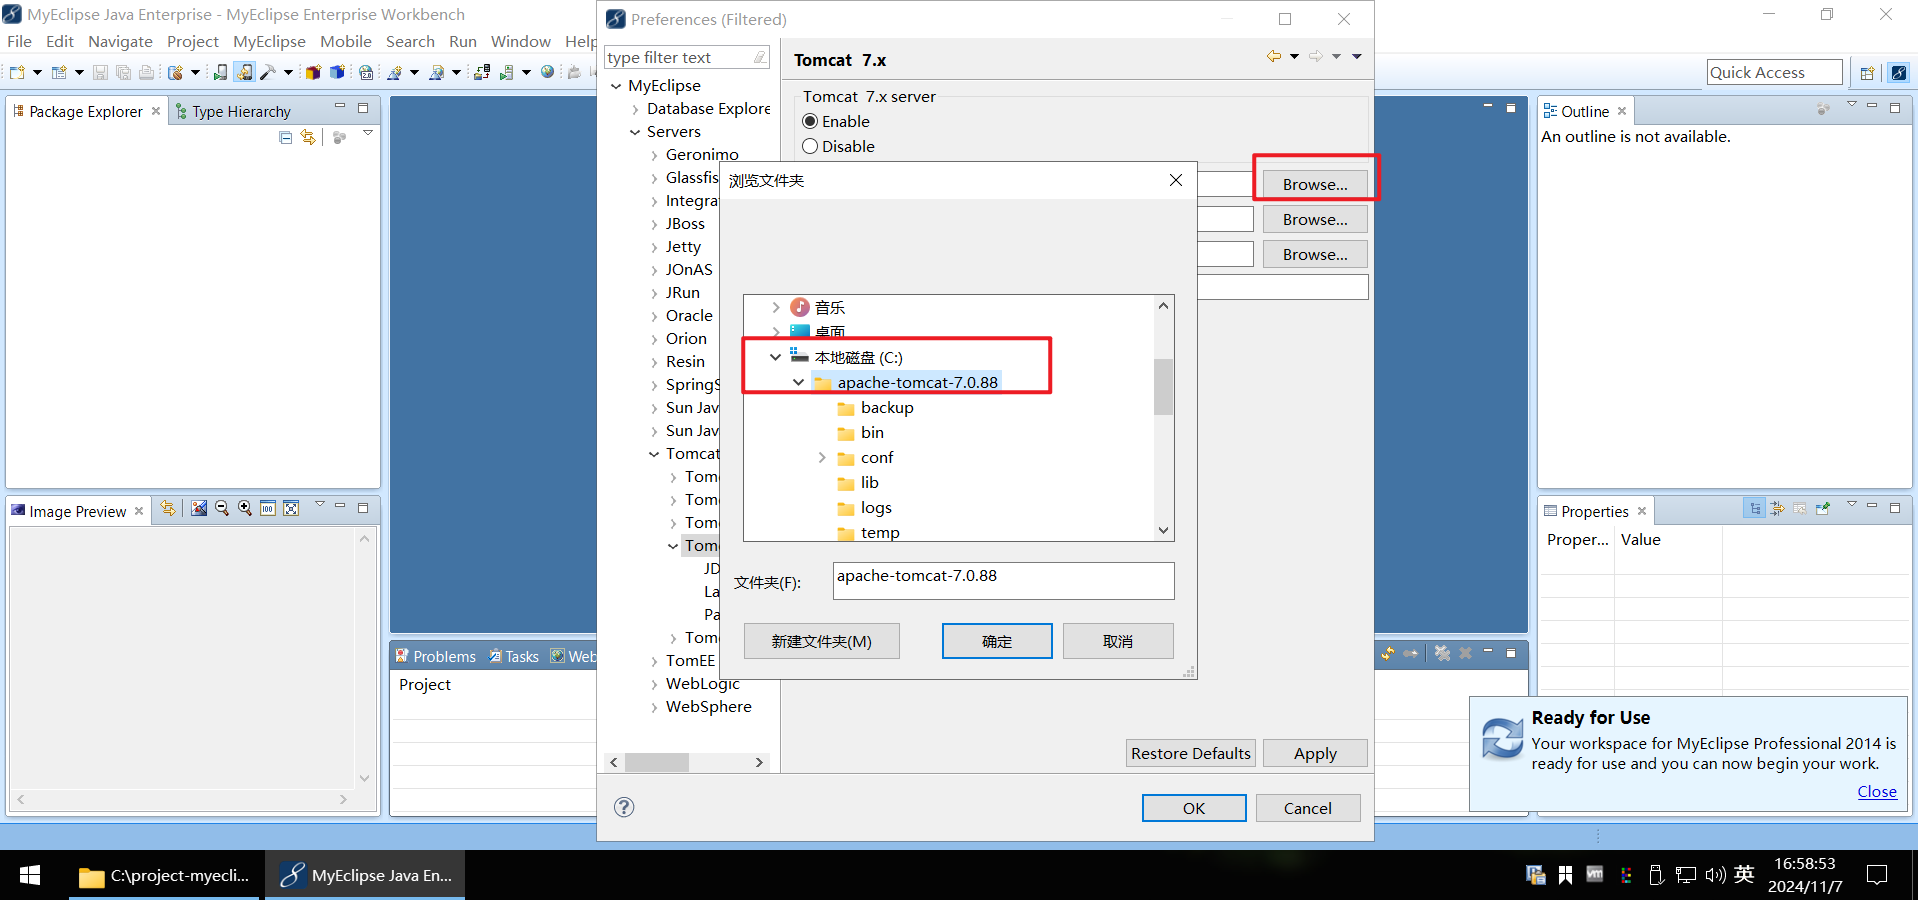 MyEclipse Java Enterprise - MyEclipse Enterprise Workbench
File Edit Navigate Project MyEclipse Mobile Search Run Window Help
Quick Access
Package Explorer
Type Hierarchy
Image Preview
Preferences (Filtered)
type filter text
MyEclipse
Database Explore
Servers
Geronimo
Glassfis
Integra
JBoss
Jetty
JOnAS
JRun
Oracle
Orion
Resin
SpringS
Sun Jav
Sun Jav
Tomcat
Tom
Tom
Tom
Tom
JD
La
Pa
Tom
TomEE
WebLogic
WebSphere
Tomcat 7.x
Tomcat 7.x server
Enable
Disable
Browse...
Browse...
Browse...
浏览文件夹
音乐
桌面
本地磁盘 (C:)
apache-tomcat-7.0.88
backup
bin
conf
lib
logs
temp
文件夹(F):
apache-tomcat-7.0.88
新建文件夹(M)
确定
取消
Restore Defaults
Apply
OK
Cancel
Problems
Tasks
Web
Project
Outline
An outline is not available.
Properties
Proper...
Value
Ready for Use
Your workspace for MyEclipse Professional 2014 is
ready for use and you can now begin your work.
Close
C:\project-myecli...
MyEclipse Java En...
英
16:58:53
2024/11/7